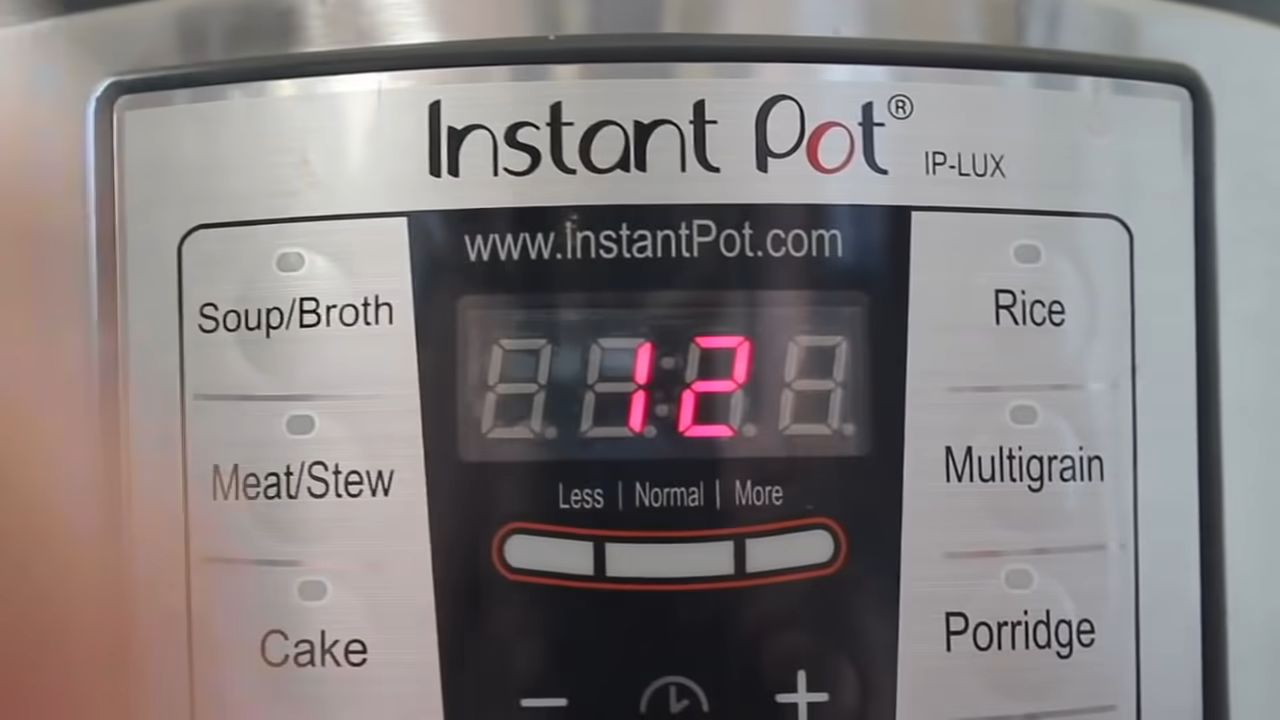 Instant Pot® IP-LUX
www.InstantPot.com
Soup/Broth
Meat/Stew
Cake
12
Less | Normal | More
− +
Rice
Multigrain
Porridge